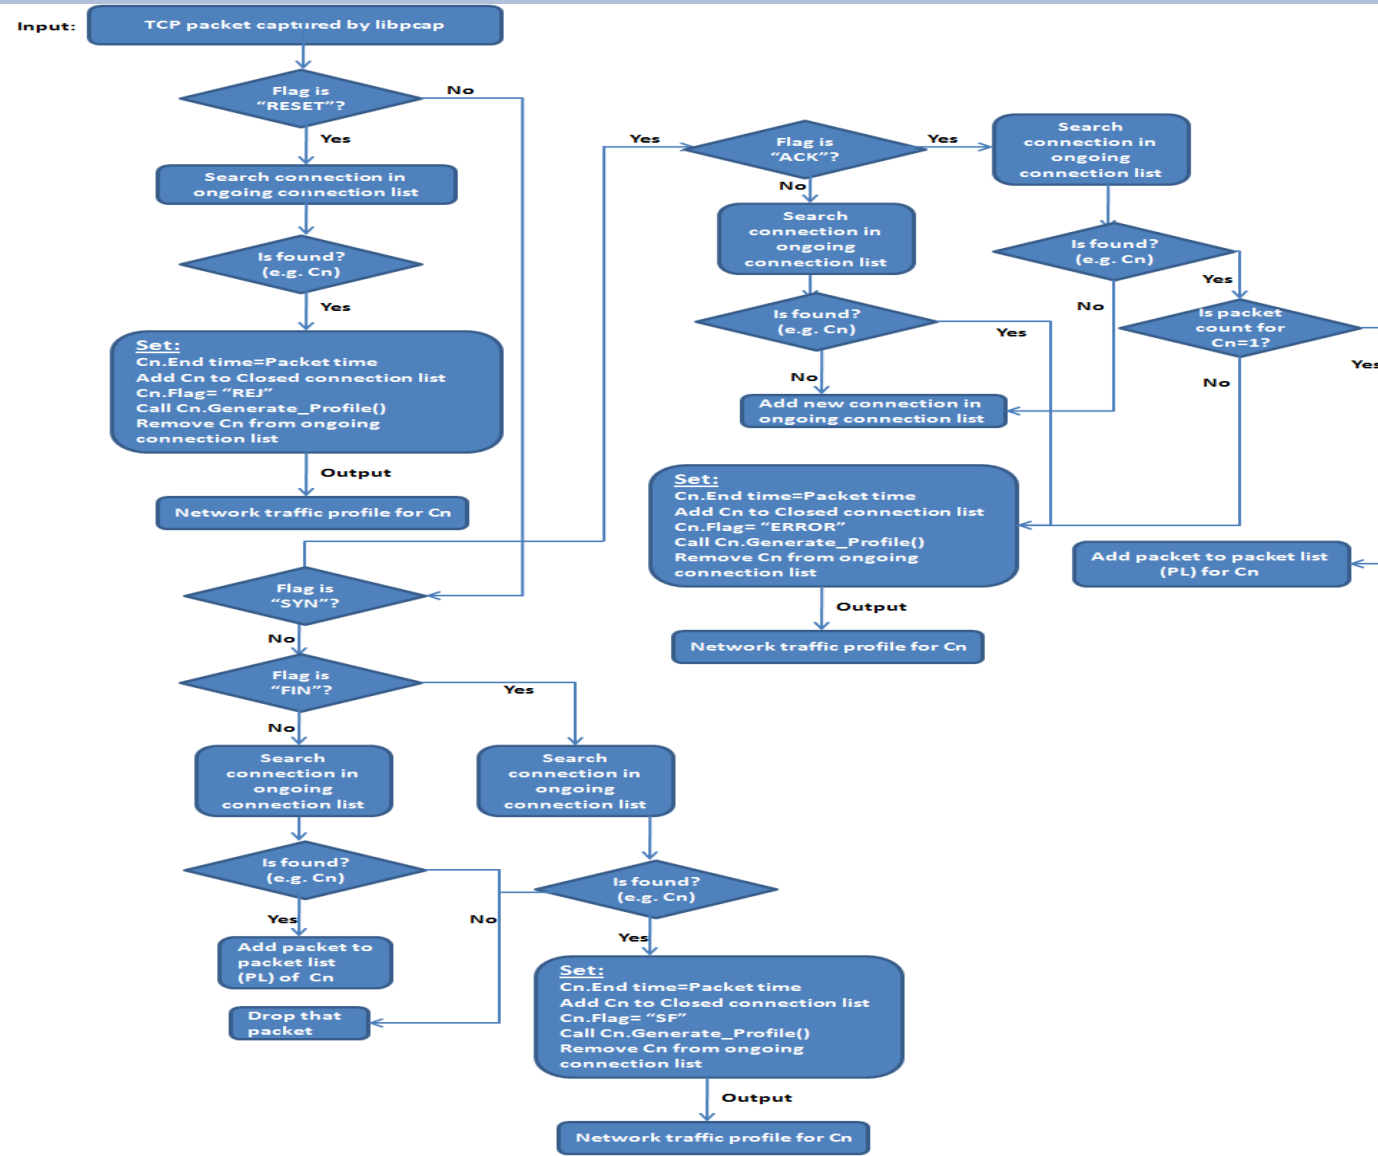 Input:
TCP packet captured by libpcap
Flag is
“RESET”?
No
Yes
Search connection in
ongoing connection list
Is found?
(e.g. Cn)
Yes
Set:
Cn.End time=Packet time
Add Cn to Closed connection list
Cn.Flag= “REJ”
Call Cn.Generate_Profile()
Remove Cn from ongoing
connection list
Output
Network traffic profile for Cn
Flag is
“SYN”?
Yes
No
Flag is
“ACK”?
Yes
Search
connection in
ongoing
connection list
No
Search
connection in
ongoing
connection list
Is found?
(e.g. Cn)
Yes
No
Is found?
(e.g. Cn)
Yes
No
Is packet
count for
Cn=1?
Yes
No
Add new connection in
ongoing connection list
Set:
Cn.End time=Packet time
Add Cn to Closed connection list
Cn.Flag= “ERROR”
Call Cn.Generate_Profile()
Remove Cn from ongoing
connection list
Add packet to packet list
(PL) for Cn
Output
Network traffic profile for Cn
Flag is
“FIN”?
Yes
No
Search
connection in
ongoing
connection list
Search
connection in
ongoing
connection list
Is found?
(e.g. Cn)
Is found?
(e.g. Cn)
Yes
No
Yes
Add packet to
packet list
(PL) of Cn
Drop that
packet
Set:
Cn.End time=Packet time
Add Cn to Closed connection list
Cn.Flag= “SF”
Call Cn.Generate_Profile()
Remove Cn from ongoing
connection list
Output
Network traffic profile for Cn